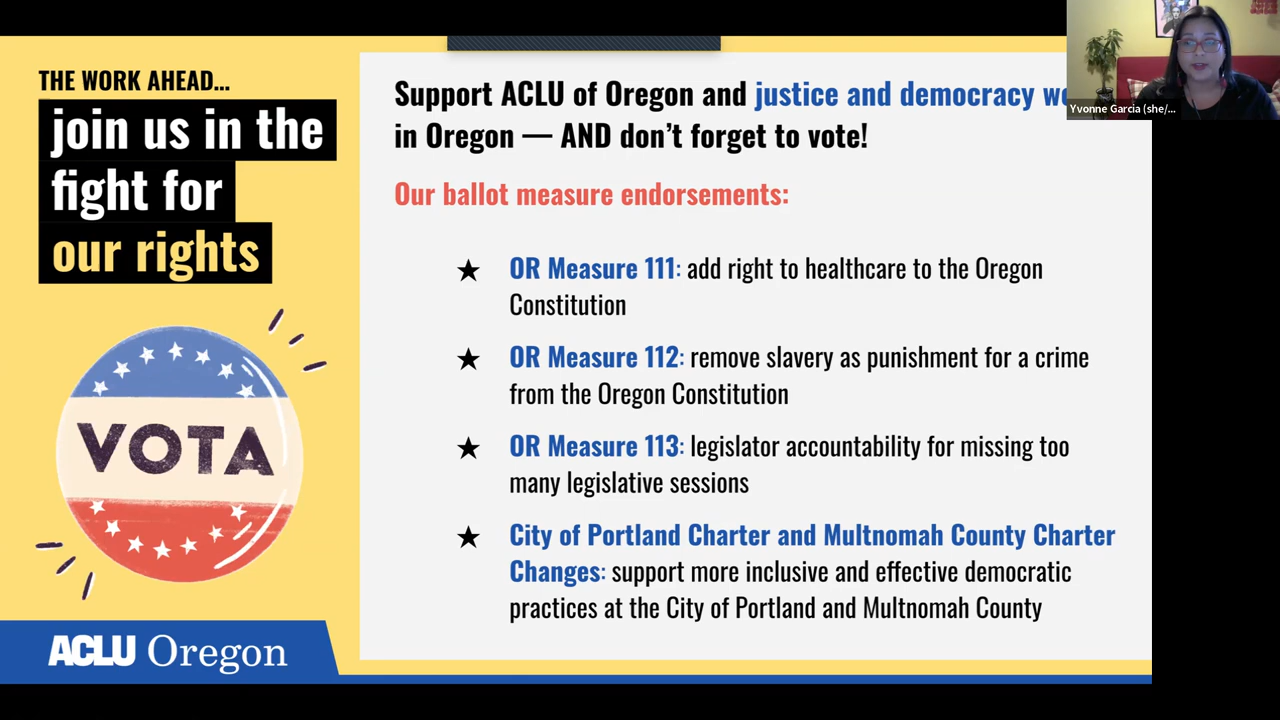 THE WORK AHEAD...
join us in the
fight for
our rights
VOTA
ACLU Oregon
Support ACLU of Oregon and justice and democracy
in Oregon — AND don't forget to vote!
Our ballot measure endorsements:
★ OR Measure 111: add right to healthcare to the Oregon
Constitution
★ OR Measure 112: remove slavery as punishment for a crime
from the Oregon Constitution
★ OR Measure 113: legislator accountability for missing too
many legislative sessions
★ City of Portland Charter and Multnomah County Charter
Changes: support more inclusive and effective democratic
practices at the City of Portland and Multnomah County
Yvonne Garcia (she/...